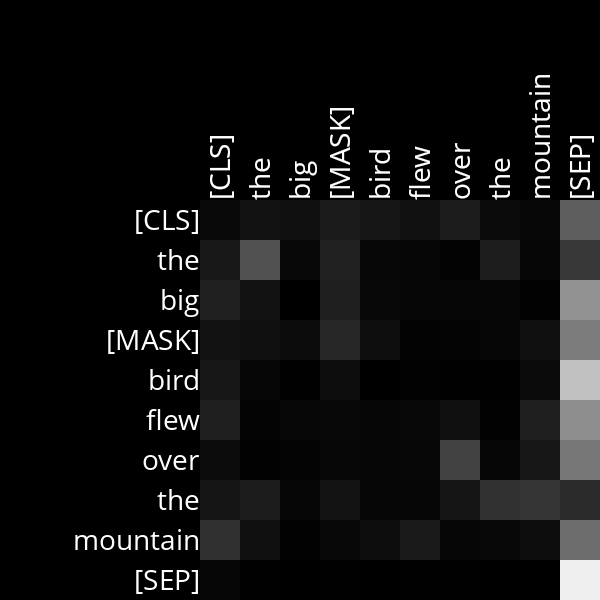 [CLS] the big [MASK] bird flew over the mountain [SEP]
[CLS]
the
big
[MASK]
bird
flew
over
the
mountain
[SEP]